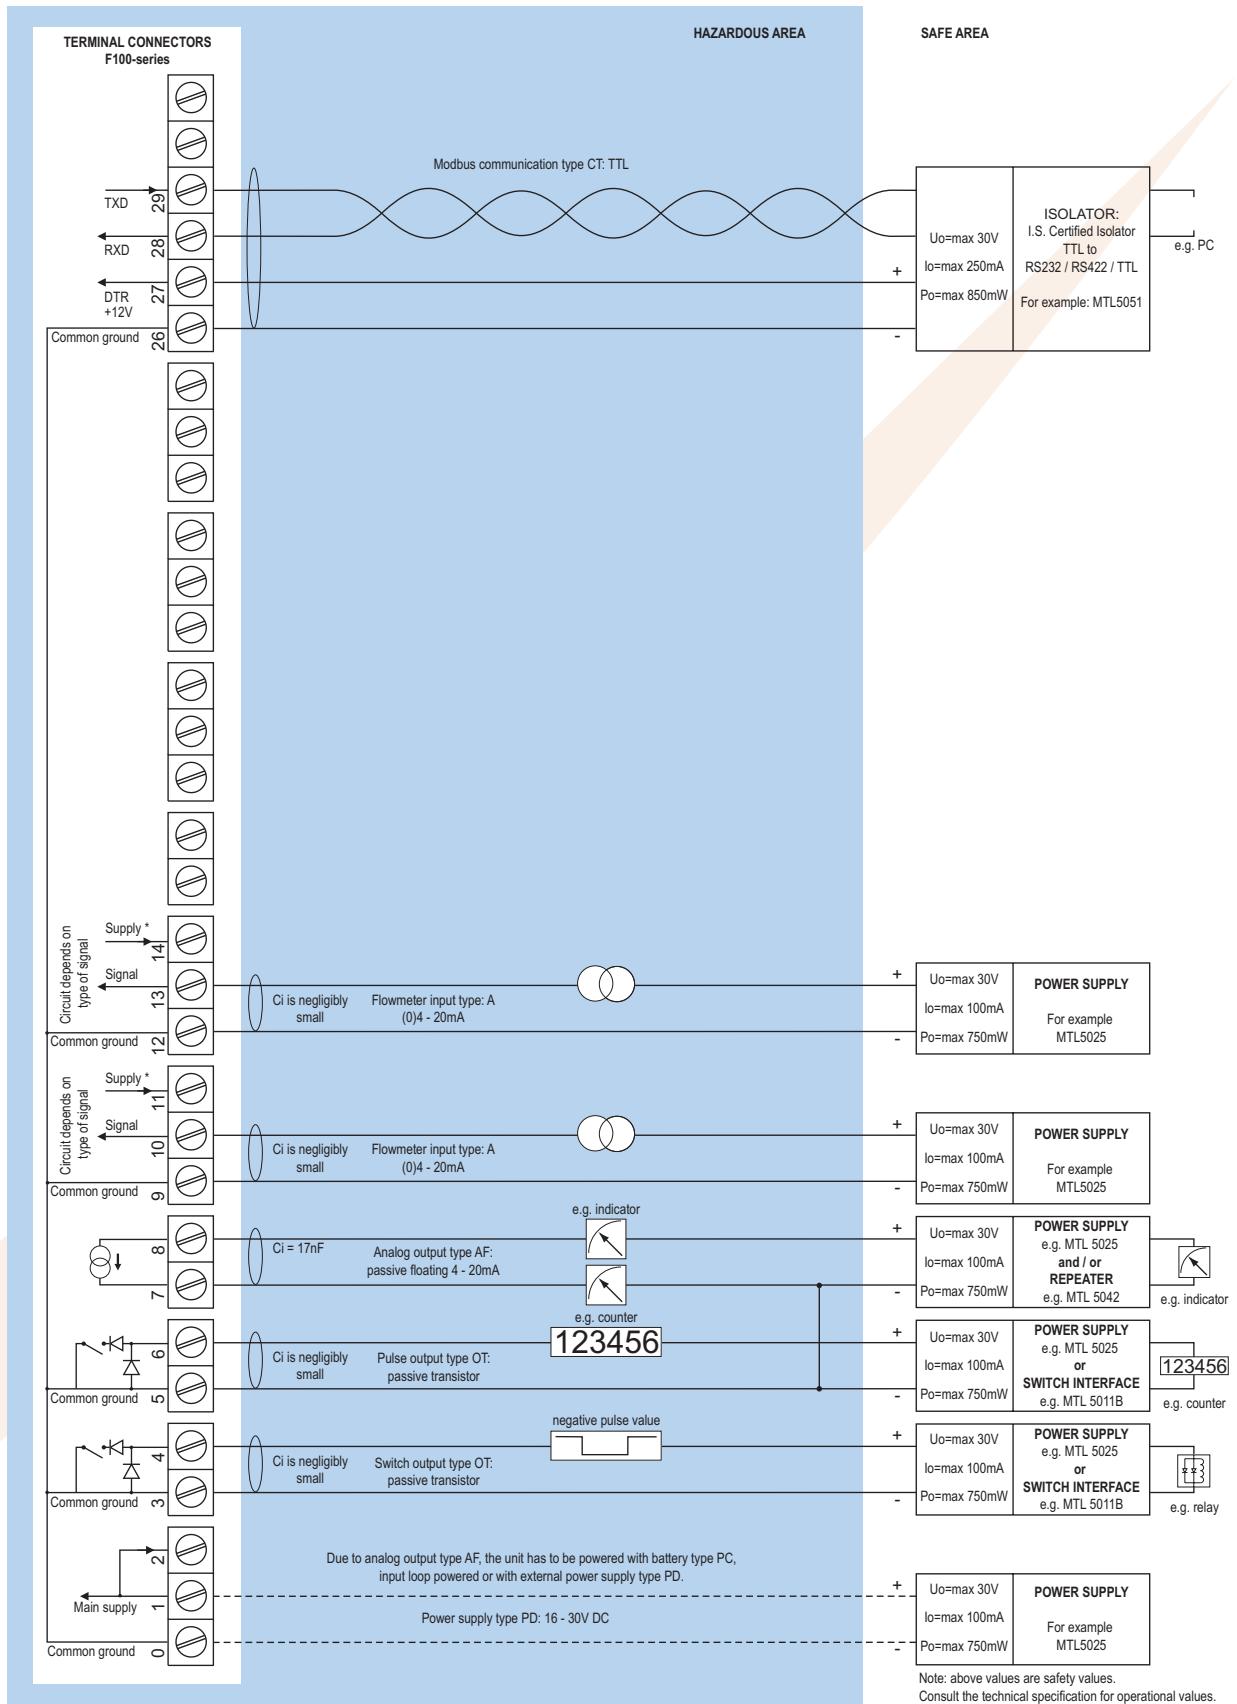 HAZARDOUS AREA
SAFE AREA
TERMINAL CONNECTORS
F100-series
Modbus communication type CT: TTL
TXD
29
RXD
28
DTR
+12V
27
Common ground
26
+
-
Uo=max 30V
Io=max 250mA
Po=max 850mW
ISOLATOR:
I.S. Certified Isolator
TTL to
RS232 / RS422 / TTL
For example: MTL5051
e.g. PC
Circuit depends on
type of signal
Supply *
14
Signal
13
Common ground
12
Ci is negligibly
small
Flowmeter input type: A
(0)4 - 20mA
+
-
Uo=max 30V
Io=max 100mA
Po=max 750mW
POWER SUPPLY
For example
MTL5025
Circuit depends on
type of signal
Supply *
11
Signal
10
Common ground
9
Ci is negligibly
small
Flowmeter input type: A
(0)4 - 20mA
+
-
Uo=max 30V
Io=max 100mA
Po=max 750mW
POWER SUPPLY
For example
MTL5025
8
7
Ci = 17nF
Analog output type AF:
passive floating 4 - 20mA
e.g. indicator
+
-
Uo=max 30V
Io=max 100mA
Po=max 750mW
POWER SUPPLY
e.g. MTL 5025
and / or
REPEATER
e.g. MTL 5042
e.g. indicator
6
Common ground
5
Ci is negligibly
small
Pulse output type OT:
passive transistor
e.g. counter
123456
+
-
Uo=max 30V
Io=max 100mA
Po=max 750mW
POWER SUPPLY
e.g. MTL 5025
or
SWITCH INTERFACE
e.g. MTL 5011B
123456
e.g. counter
4
Common ground
3
Ci is negligibly
small
Switch output type OT:
passive transistor
negative pulse value
+
-
Uo=max 30V
Io=max 100mA
Po=max 750mW
POWER SUPPLY
e.g. MTL 5025
or
SWITCH INTERFACE
e.g. MTL 5011B
e.g. relay
2
Main supply
1
Common ground
0
Due to analog output type AF, the unit has to be powered with battery type PC,
input loop powered or with external power supply type PD.
Power supply type PD: 16 - 30V DC
+
-
Uo=max 30V
Io=max 100mA
Po=max 750mW
POWER SUPPLY
For example
MTL5025
Note: above values are safety values.
Consult the technical specification for operational values.